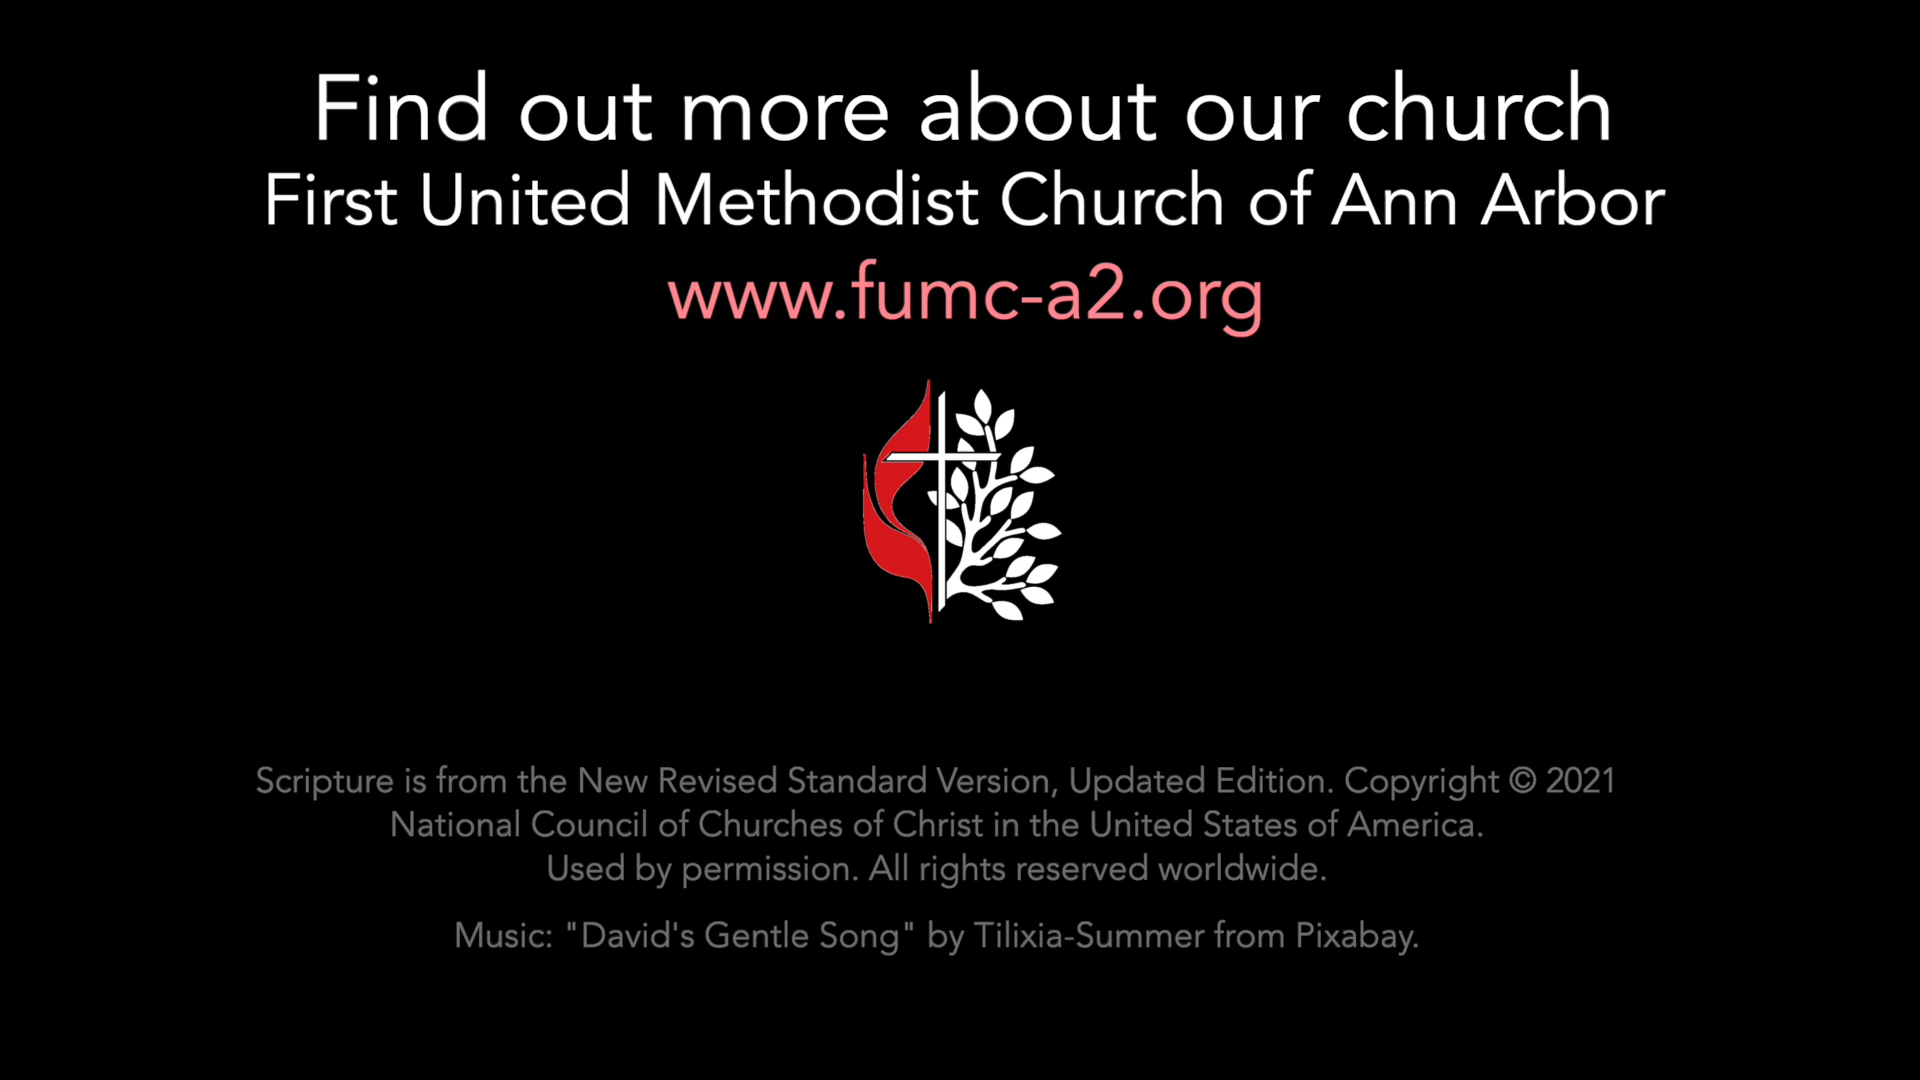 Find out more about our church
First United Methodist Church of Ann Arbor
www.fumc-a2.org
Scripture is from the New Revised Standard Version, Updated Edition. Copyright © 2021
National Council of Churches of Christ in the United States of America.
Used by permission. All rights reserved worldwide.
Music: "David's Gentle Song" by Tilixia-Summer from Pixabay.